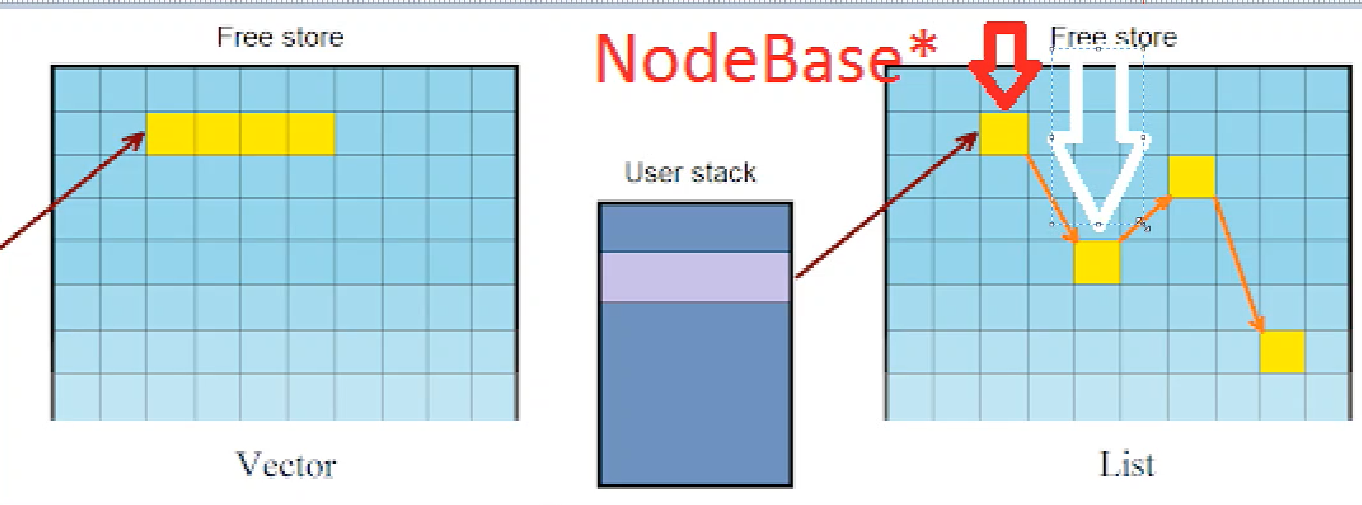 Free store
NodeBase*
Free store
User stack
Vector
List